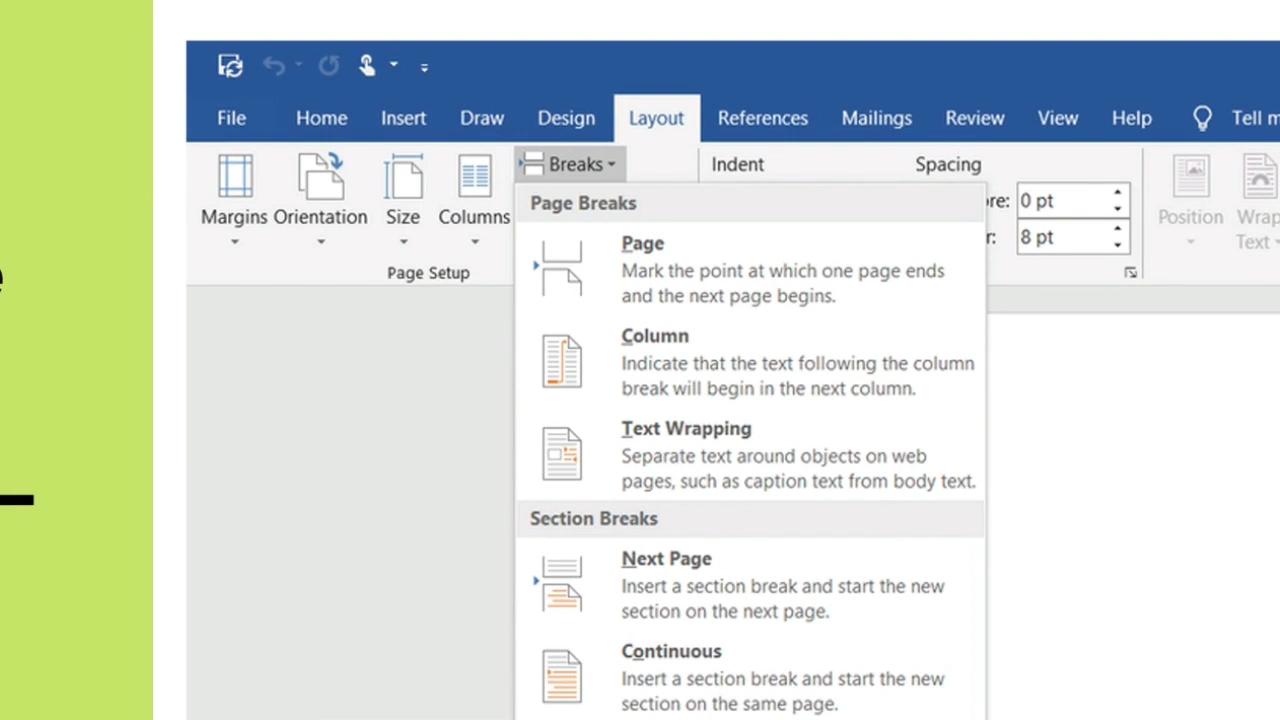 e
File Home Insert Draw Design Layout References Mailings Review View Help Tell
Breaks Indent Spacing
Margins Orientation Size Columns
0 pt
8 pt
Position
Text
Page Setup
Page Breaks
Page
Mark the point at which one page ends
and the next page begins.
Column
Indicate that the text following the column
break will begin in the next column.
Text Wrapping
Separate text around objects on web
pages, such as caption text from body text.
Section Breaks
Next Page
Insert a section break and start the new
section on the next page.
Continuous
Insert a section break and start the new
section on the same page.